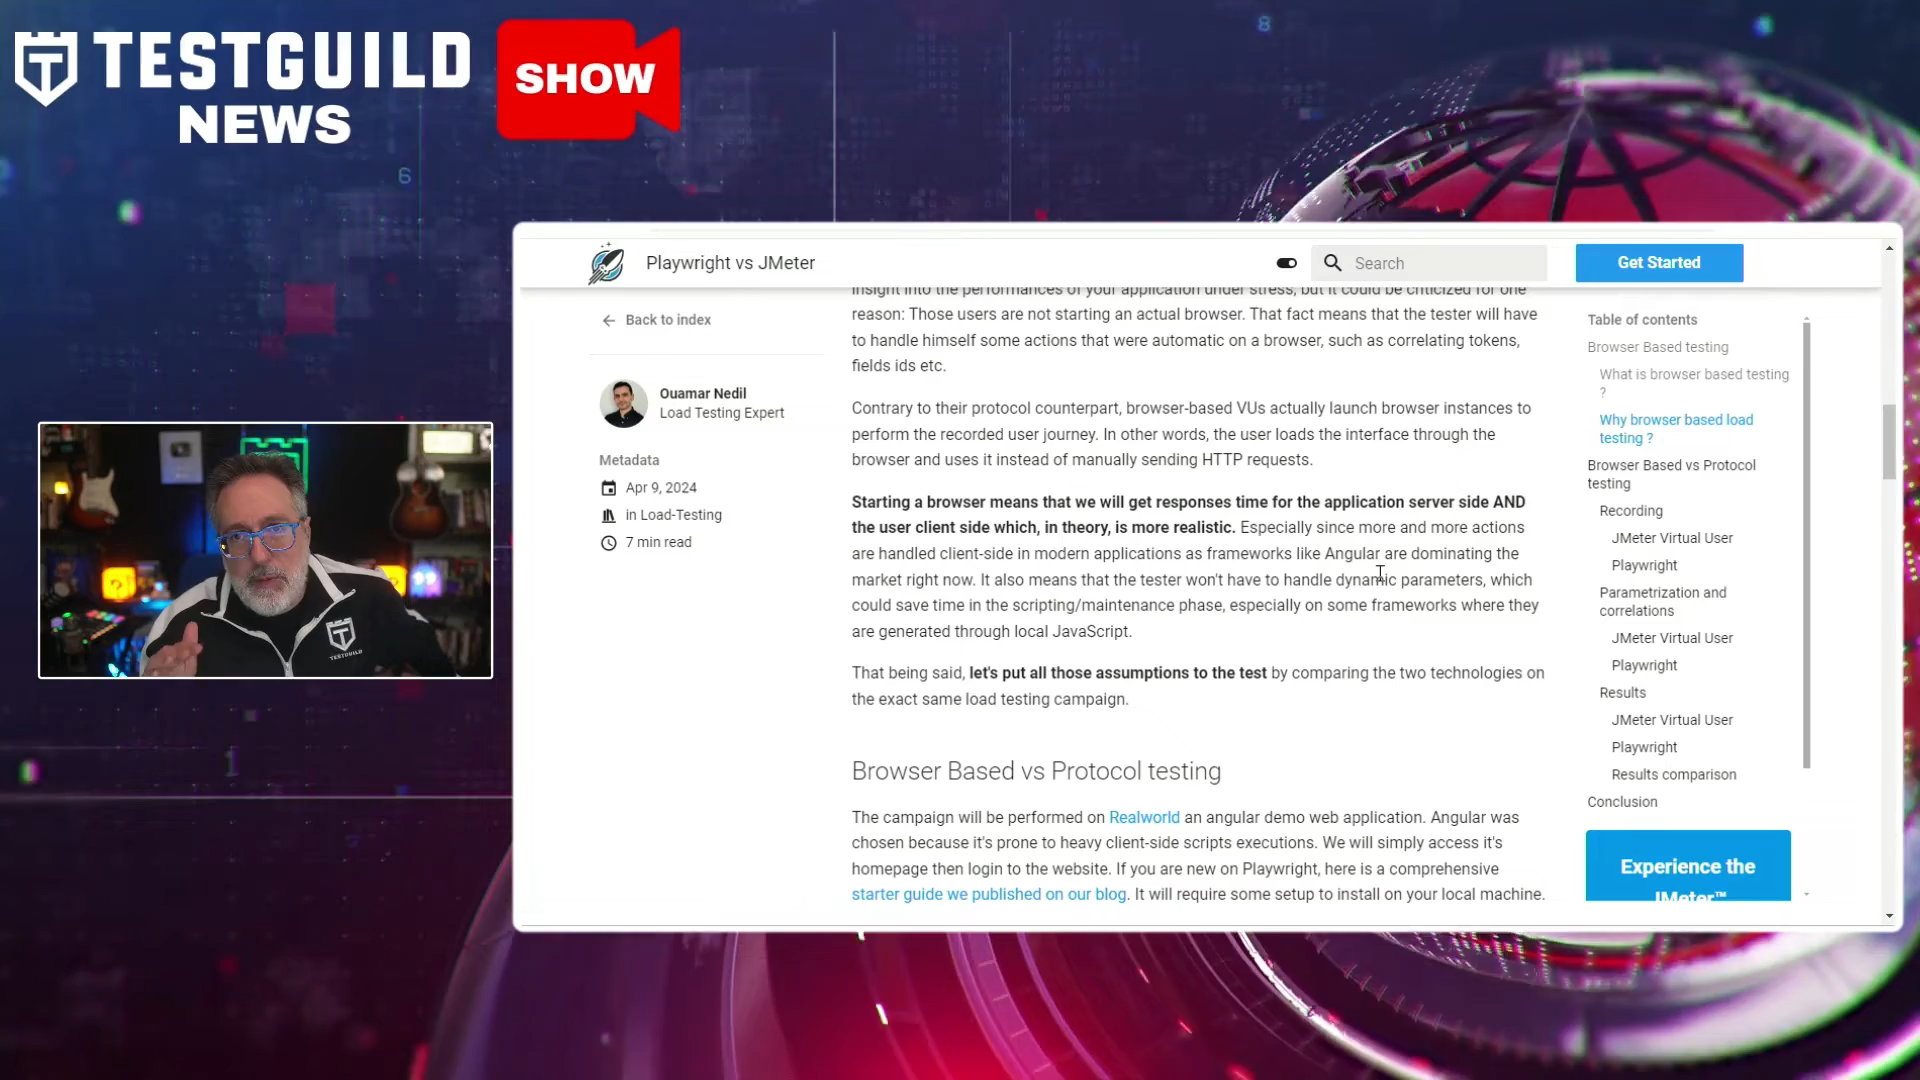 TESTGUILD
NEWS
SHOW
8
6
1
Playwright vs JMeter
Search
Get Started
Back to index
Ouamar Nedil
Load Testing Expert
Metadata
Apr 9, 2024
in Load-Testing
7 min read
insight into the performances of your application under stress, but it could be criticized for one
reason: Those users are not starting an actual browser. That fact means that the tester will have
to handle himself some actions that were automatic on a browser, such as correlating tokens,
fields ids etc.
Contrary to their protocol counterpart, browser-based VUs actually launch browser instances to
perform the recorded user journey. In other words, the user loads the interface through the
browser and uses it instead of manually sending HTTP requests.
Starting a browser means that we will get responses time for the application server side AND
the user client side which, in theory, is more realistic. Especially since more and more actions
are handled client-side in modern applications as frameworks like Angular are dominating the
market right now. It also means that the tester won't have to handle dynamic parameters, which
could save time in the scripting/maintenance phase, especially on some frameworks where they
are generated through local JavaScript.
That being said, let's put all those assumptions to the test by comparing the two technologies on
the exact same load testing campaign.
Browser Based vs Protocol testing
The campaign will be performed on Realworld an angular demo web application. Angular was
chosen because it's prone to heavy client-side scripts executions. We will simply access it's
homepage then login to the website. If you are new on Playwright, here is a comprehensive
starter guide we published on our blog. It will require some setup to install on your local machine.
Table of contents
Browser Based testing
What is browser based testing
?
Why browser based load
testing ?
Browser Based vs Protocol
testing
Recording
JMeter Virtual User
Playwright
Parametrization and
correlations
JMeter Virtual User
Playwright
Results
JMeter Virtual User
Playwright
Results comparison
Conclusion
Experience the
JMeter™
TESTGUILD